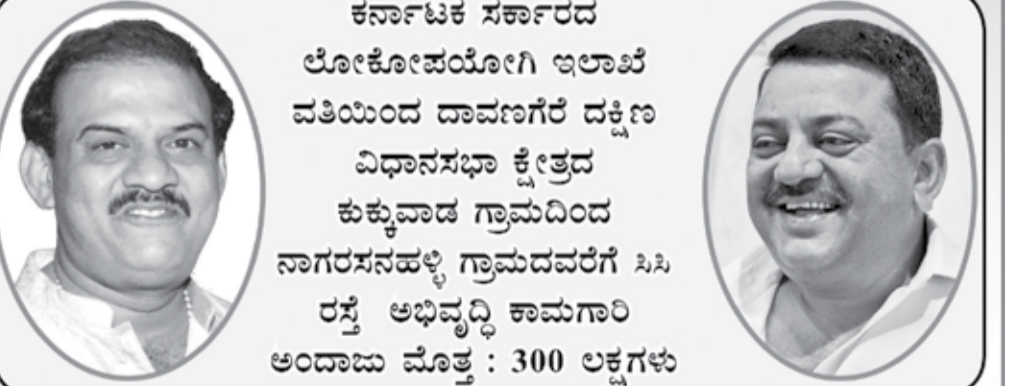 ಕರ್ನಾಟಕ ಸರ್ಕಾರದ
ಲೋಕೋಪಯೋಗಿ ಇಲಾಖೆ
ವತಿಯಿಂದ ದಾವಣಗೆರೆ ದಕ್ಷಿಣ
ವಿಧಾನಸಭಾ ಕ್ಷೇತ್ರದ
ಕುಕ್ಕುವಾಡ ಗ್ರಾಮದಿಂದ
ನಾಗರಸನಹಳ್ಳಿ ಗ್ರಾಮದವರೆಗೆ ಸಿಸಿ
ರಸ್ತೆ ಅಭಿವೃದ್ಧಿ ಕಾಮಗಾರಿ
ಅಂದಾಜು ಮೊತ್ತ : 300 ಲಕ್ಷಗಳು